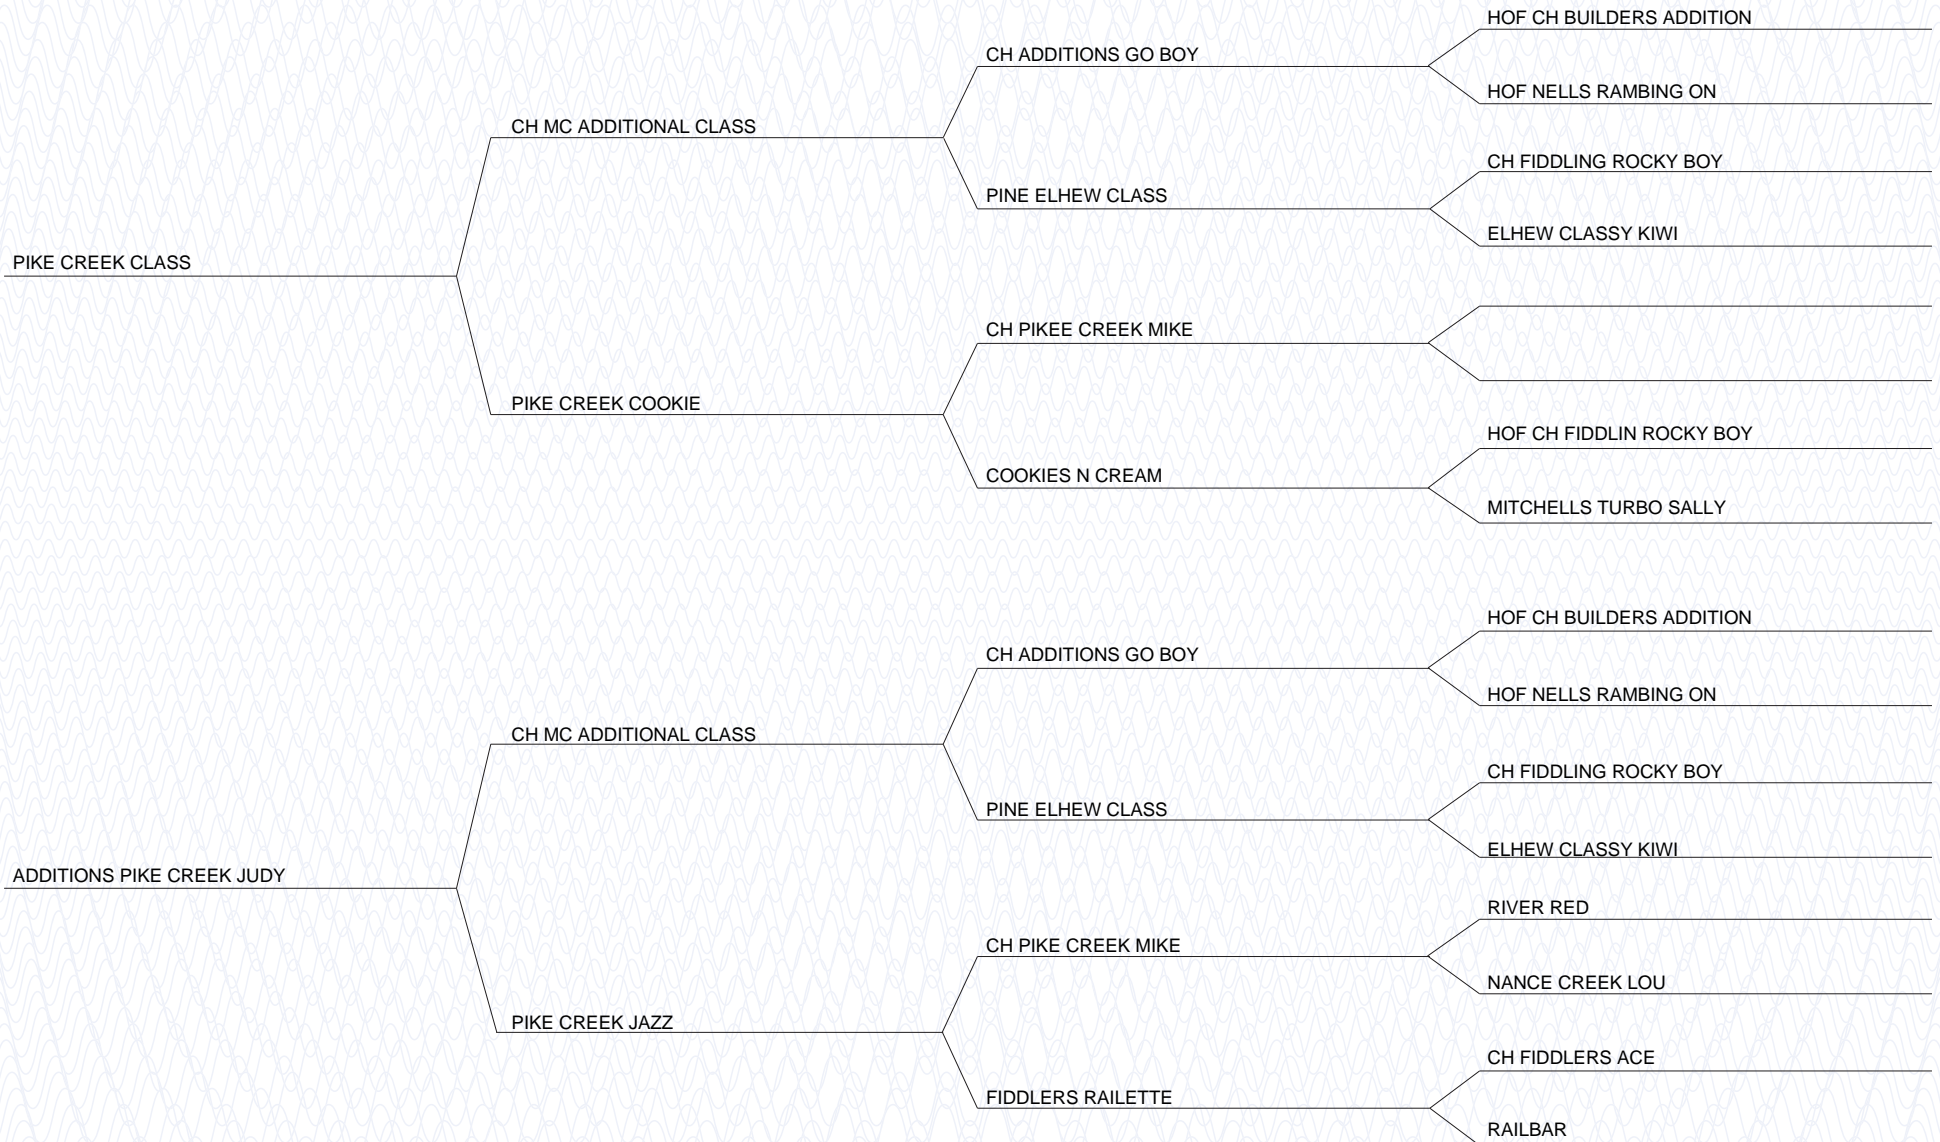 HOF CH BUILDERS ADDITION
CH ADDITIONS GO BOY
HOF NELLS RAMBING ON
CH MC ADDITIONAL CLASS
CH FIDDLING ROCKY BOY
PINE ELHEW CLASS
ELHEW CLASSY KIWI
PIKE CREEK CLASS
CH PIKEE CREEK MIKE
PIKE CREEK COOKIE
HOF CH FIDDLIN ROCKY BOY
COOKIES N CREAM
MITCHELLS TURBO SALLY
HOF CH BUILDERS ADDITION
CH ADDITIONS GO BOY
HOF NELLS RAMBING ON
CH MC ADDITIONAL CLASS
CH FIDDLING ROCKY BOY
PINE ELHEW CLASS
ELHEW CLASSY KIWI
ADDITIONS PIKE CREEK JUDY
RIVER RED
CH PIKE CREEK MIKE
NANCE CREEK LOU
PIKE CREEK JAZZ
CH FIDDLERS ACE
FIDDLERS RAILETTE
RAILBAR